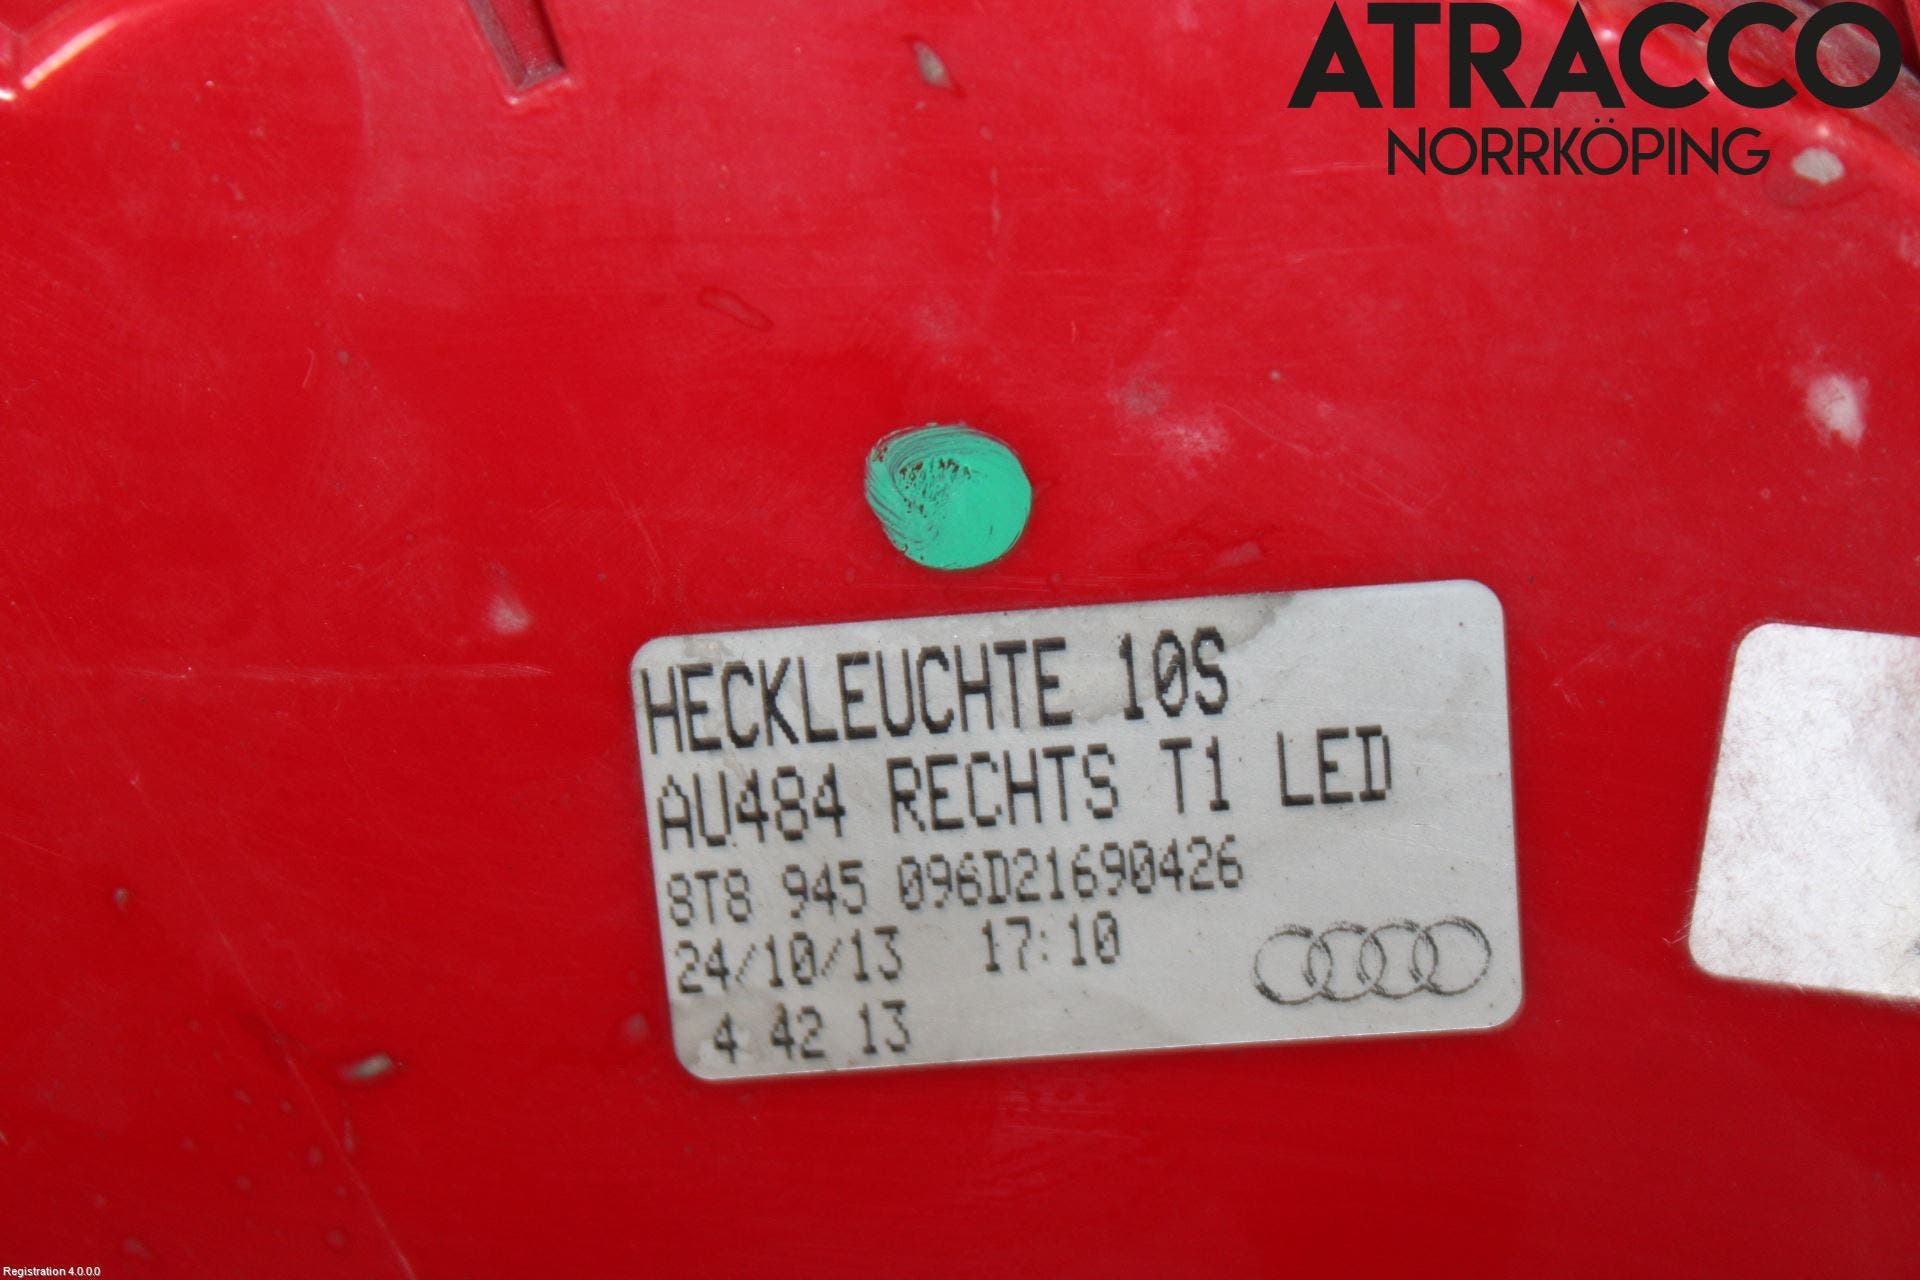 ATRACCO
NORRKÖPING
HECKLEUCHTE 10S
AU484 RECHTS T1 LED
8T8 945 096D21690426
24/10/13 17:10
4 42 13
Registration 4.0.0.0